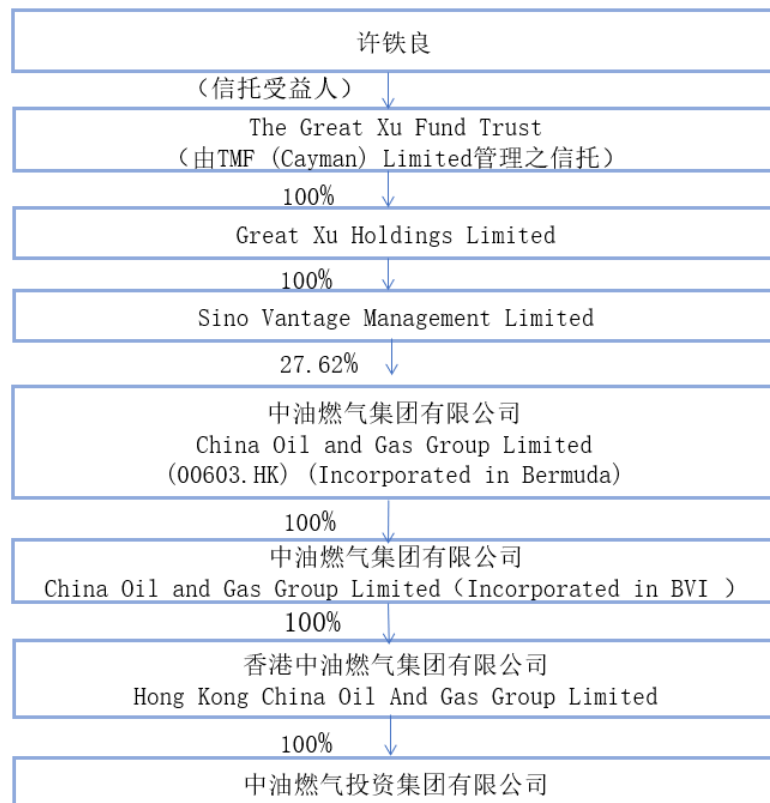 许铁良
（信托受益人）
The Great Xu Fund Trust
（由TMF (Cayman) Limited管理之信托）
100%
Great Xu Holdings Limited
100%
Sino Vantage Management Limited
27.62%
中油燃气集团有限公司
China Oil and Gas Group Limited
(00603.HK) (Incorporated in Bermuda)
100%
中油燃气集团有限公司
China Oil and Gas Group Limited（Incorporated in BVI ）
100%
香港中油燃气集团有限公司
Hong Kong China Oil And Gas Group Limited
100%
中油燃气投资集团有限公司